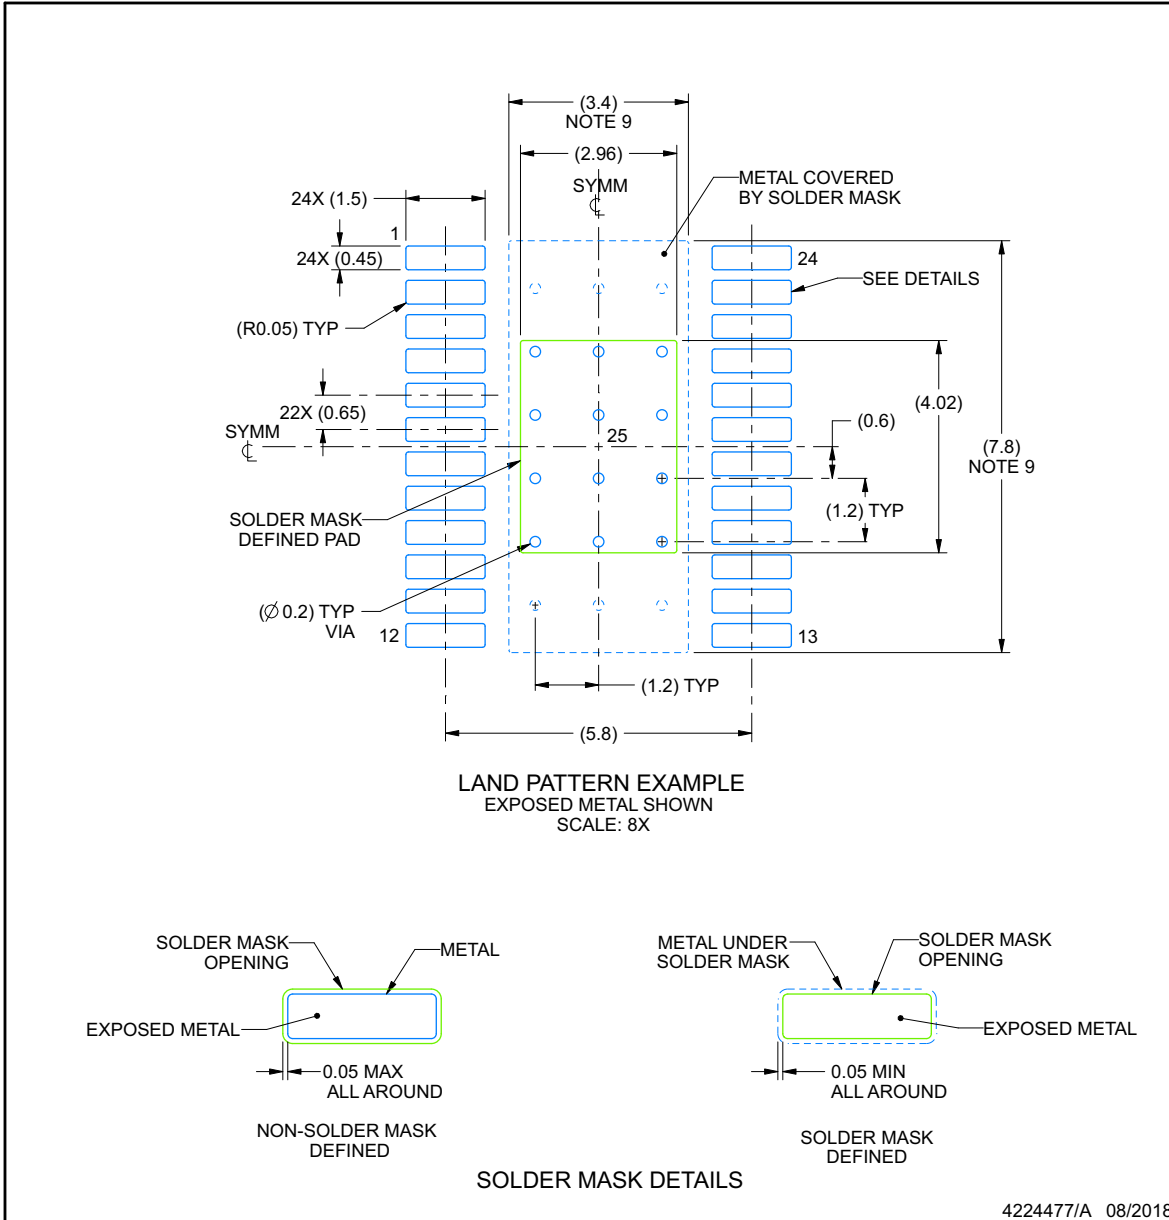 (3.4)
NOTE 9
(2.96)
SYMM
METAL COVERED
BY SOLDER MASK
24X (1.5)
1
24X (0.45)
24
SEE DETAILS
(R0.05) TYP
22X (0.65)
(4.02)
(0.6)
SYMM
25
(7.8)
NOTE 9
(1.2) TYP
SOLDER MASK
DEFINED PAD
(Ø 0.2) TYP
VIA
12
13
(1.2) TYP
(5.8)
LAND PATTERN EXAMPLE
EXPOSED METAL SHOWN
SCALE: 8X
SOLDER MASK
OPENING
METAL
EXPOSED METAL
0.05 MAX
ALL AROUND
NON-SOLDER MASK
DEFINED
METAL UNDER
SOLDER MASK
SOLDER MASK
OPENING
EXPOSED METAL
0.05 MIN
ALL AROUND
SOLDER MASK
DEFINED
SOLDER MASK DETAILS
4224477/A 08/2018